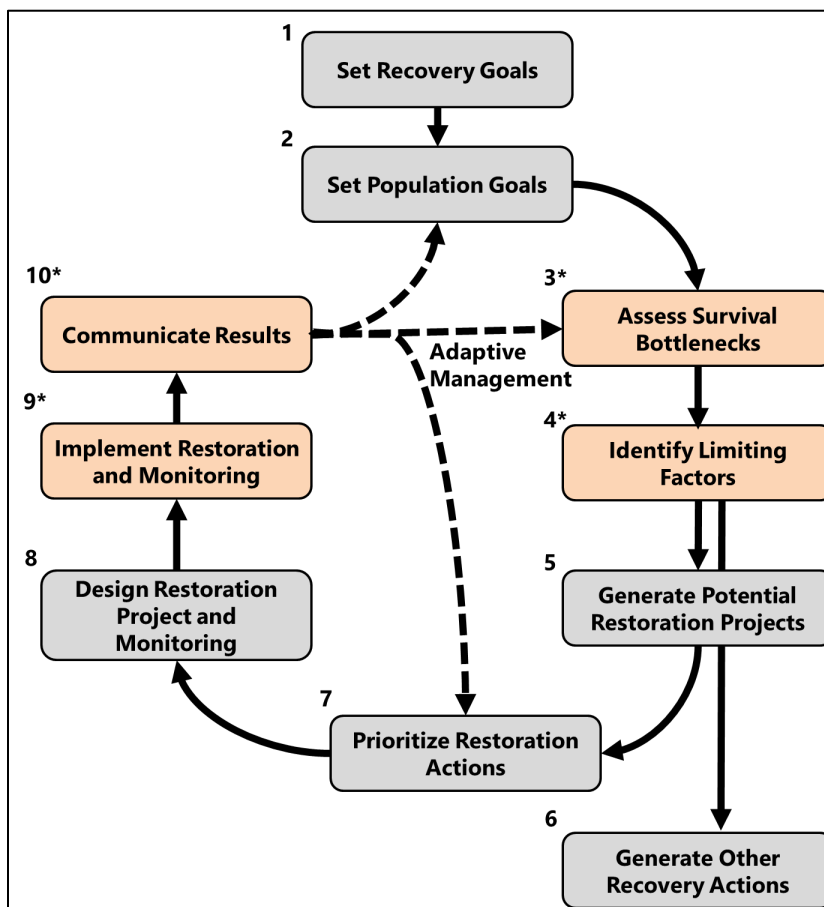 1
Set Recovery Goals
2
Set Population Goals
10*
Communicate Results
3*
Assess Survival
Bottlenecks
Adaptive
Management
9*
Implement Restoration
and Monitoring
4*
Identify Limiting
Factors
8
Design Restoration
Project and
Monitoring
5
Generate Potential
Restoration Projects
7
Prioritize Restoration
Actions
6
Generate Other
Recovery Actions